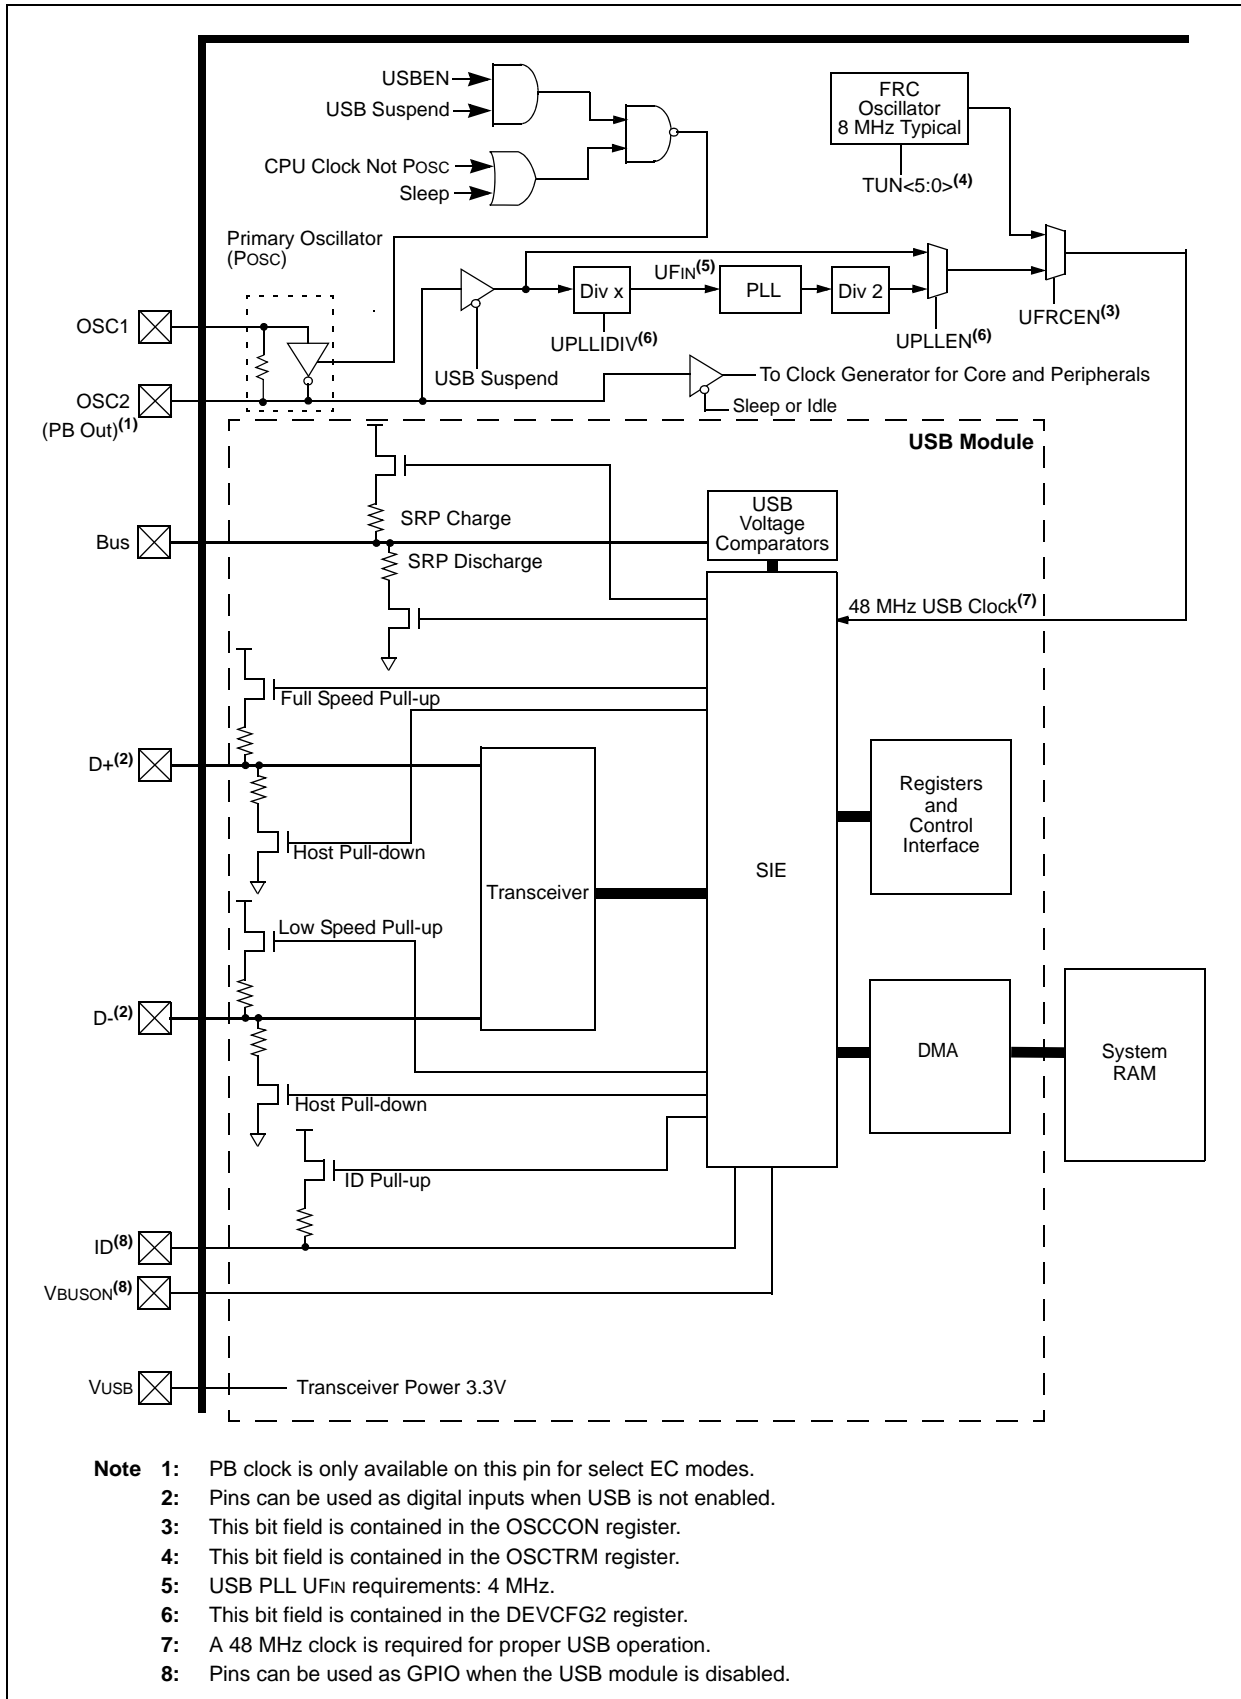 USBEN
USB Suspend
CPU Clock Not POSC
Sleep
FRC
Oscillator
8 MHz Typical
TUN<5:0>(4)
Primary Oscillator
(POSC)
UFIN(5)
Div x
PLL
Div 2
UFRCEN(3)
OSC1
UPLLIDIV(6)
UPLLEN(6)
USB Suspend
To Clock Generator for Core and Peripherals
OSC2
(PB Out)(1)
Sleep or Idle
USB Module
USB
Voltage
Comparators
SRP Charge
Bus
SRP Discharge
48 MHz USB Clock(7)
Full Speed Pull-up
D+(2)
Registers
and
Control
Interface
Host Pull-down
SIE
Transceiver
Low Speed Pull-up
D-(2)
DMA
System
RAM
Host Pull-down
ID Pull-up
ID(8)
VBUSON(8)
VUSB
Transceiver Power 3.3V
Note 1: PB clock is only available on this pin for select EC modes.
2: Pins can be used as digital inputs when USB is not enabled.
3: This bit field is contained in the OSCCON register.
4: This bit field is contained in the OSCTRM register.
5: USB PLL UFIN requirements: 4 MHz.
6: This bit field is contained in the DEVCFG2 register.
7: A 48 MHz clock is required for proper USB operation.
8: Pins can be used as GPIO when the USB module is disabled.